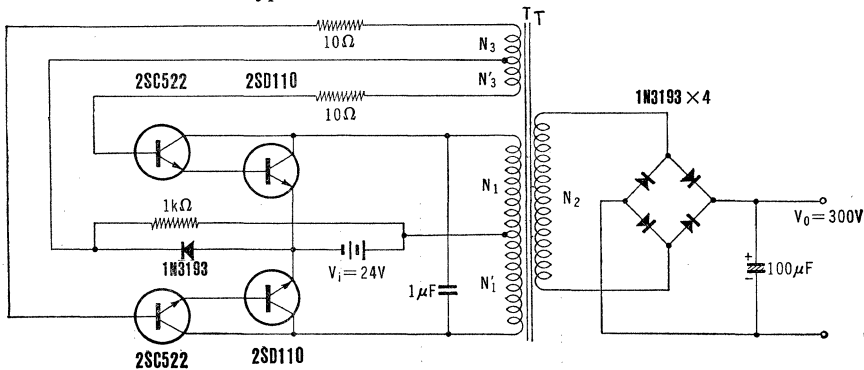 T T
10Ω
N₃
2SC522
2SD110
N'₃
10Ω
1N3193 × 4
1kΩ
N₁
N₂
V₀ = 300V
1N3193
Vᵢ = 24V
1μF
+
-
100μF
N'₁
2SC522
2SD110